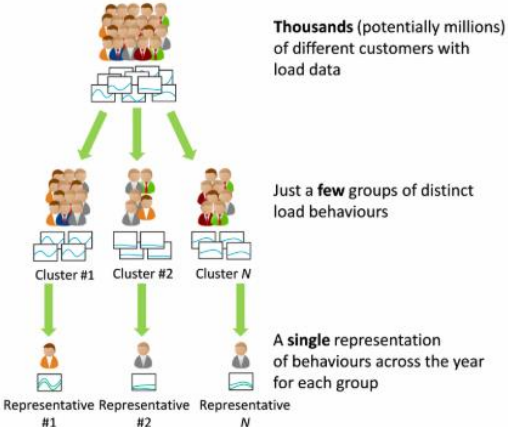 Thousands (potentially millions)
of different customers with
load data
Just a few groups of distinct
load behaviours
Cluster #1
Cluster #2
Cluster N
A single representation
of behaviours across the year
for each group
Representative
#1
Representative
#2
Representative
N